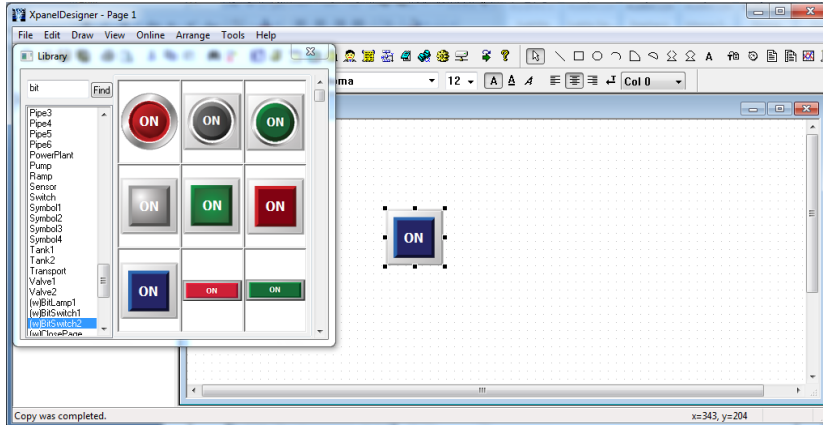 XpanelDesigner - Page 1
File Edit Draw View Online Arrange Tools Help
Library
12 A A A Col 0
bit Find
Pipe3
Pipe4
Pipe5
Pipe6
PowerPlant
Pump
Ramp
Sensor
Switch
Symbol1
Symbol2
Symbol3
Symbol4
Tank1
Tank2
Transport
Valve1
Valve2
(w)BitLamp1
(w)BitSwitch1
(w)BitSwitch2
(w)ClosePage
ON ON ON
ON ON ON
ON ON ON
ON
Copy was completed.
x=343, y=204